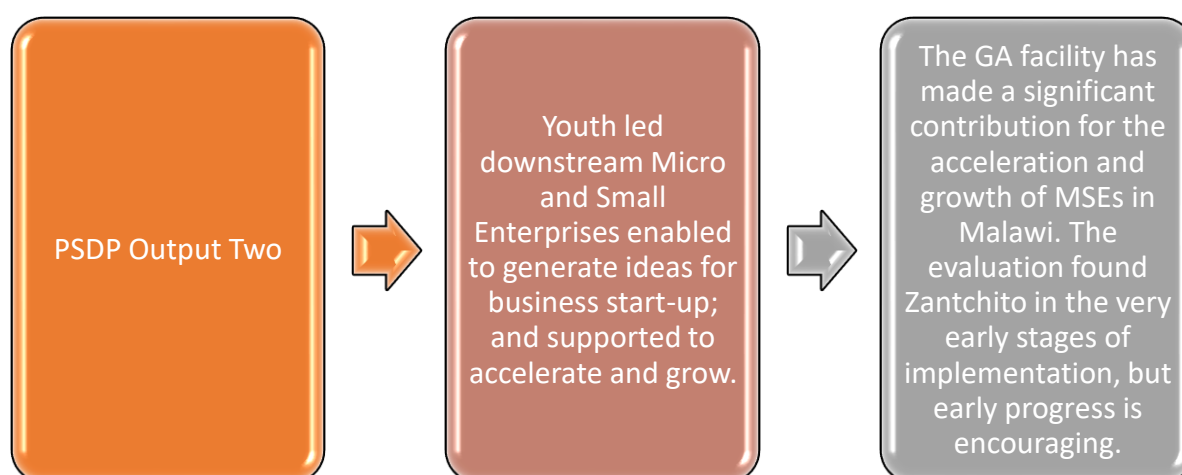 PSDP Output Two
Youth led
downstream Micro
and Small
Enterprises enabled
to generate ideas for
business start-up;
and supported to
accelerate and grow.
The GA facility has
made a significant
contribution for the
acceleration and
growth of MSEs in
Malawi. The
evaluation found
Zantchito in the very
early stages of
implementation, but
early progress is
encouraging.